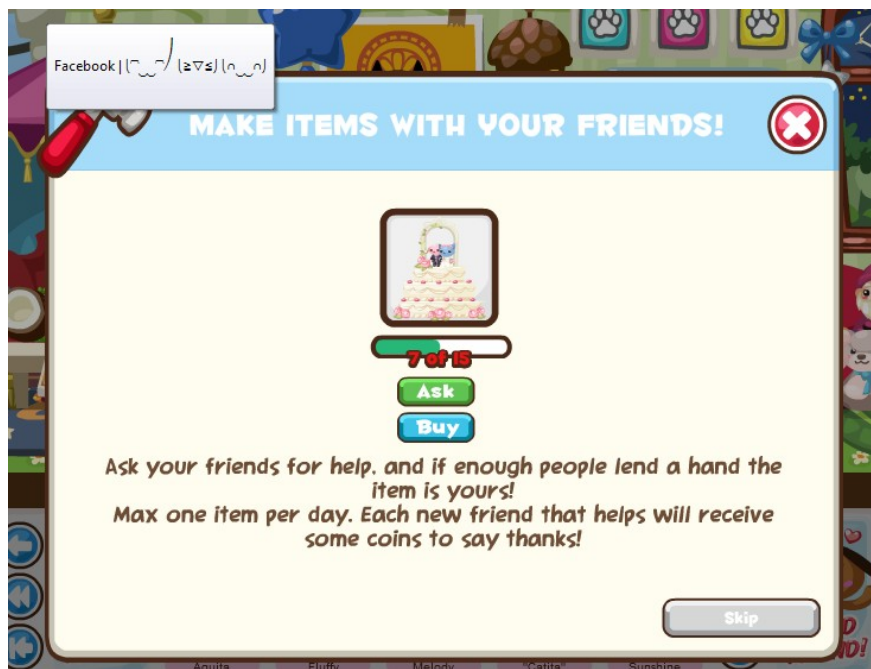 Facebook | (◠‿◠)╯ (≥▽≤) (∩‿∩)
MAKE ITEMS WITH YOUR FRIENDS!
7 of 15
Ask
Buy
Ask your friends for help, and if enough people lend a hand the
item is yours!
Max one item per day. Each new friend that helps will receive
some coins to say thanks!
Skip
Aquita
Fluffy
Melody
"Catita"
Sunshine